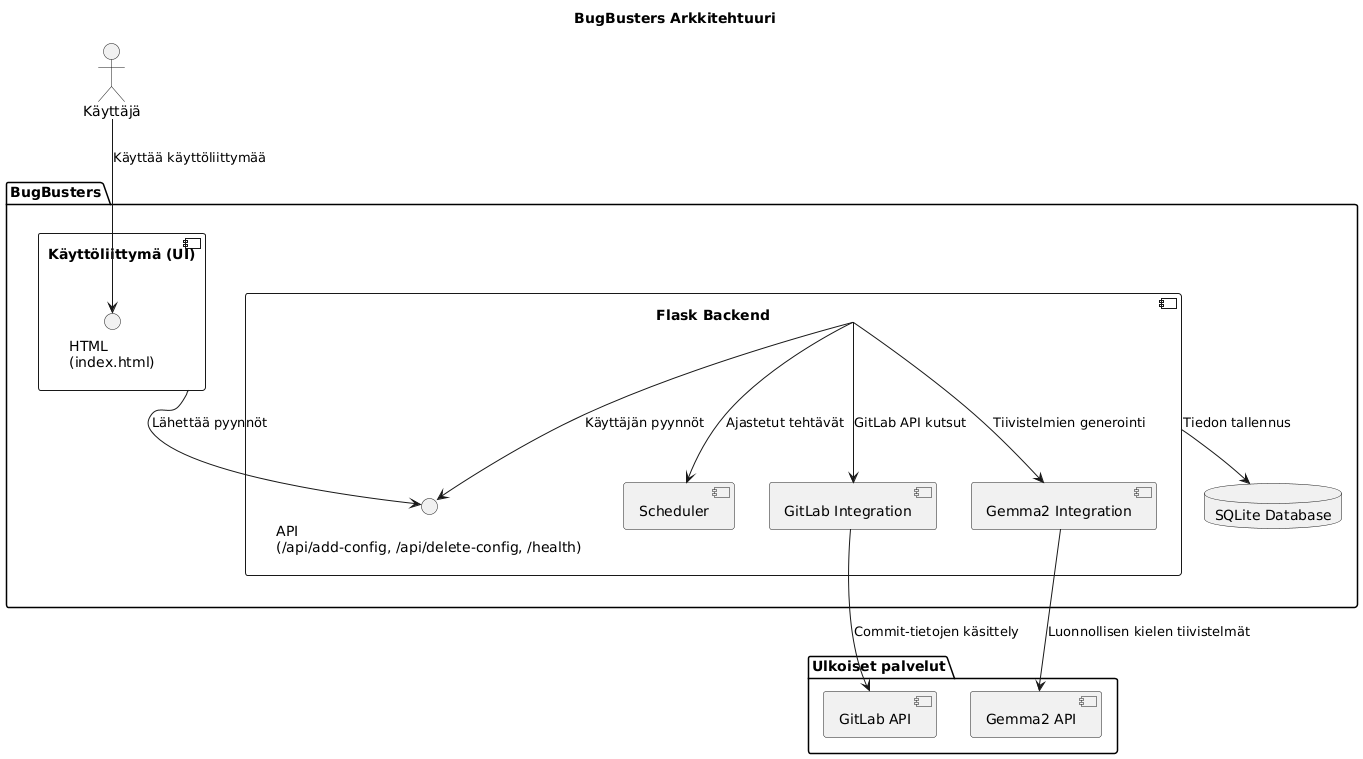 BugBusters Arkkitehtuuri
Käyttäjä
Käyttää käyttöliittymää
BugBusters
Käyttöliittymä (UI)
HTML
(index.html)
Flask Backend
Lähettää pyynnöt
Käyttäjän pyynnöt
Ajastetut tehtävät
GitLab API kutsut
Tiivistelmien generointi
Tiedon tallennus
API
(/api/add-config, /api/delete-config, /health)
Scheduler
GitLab Integration
Gemma2 Integration
SQLite Database
Commit-tietojen käsittely
Luonnollisen kielen tiivistelmät
Ulkoiset palvelut
GitLab API
Gemma2 API